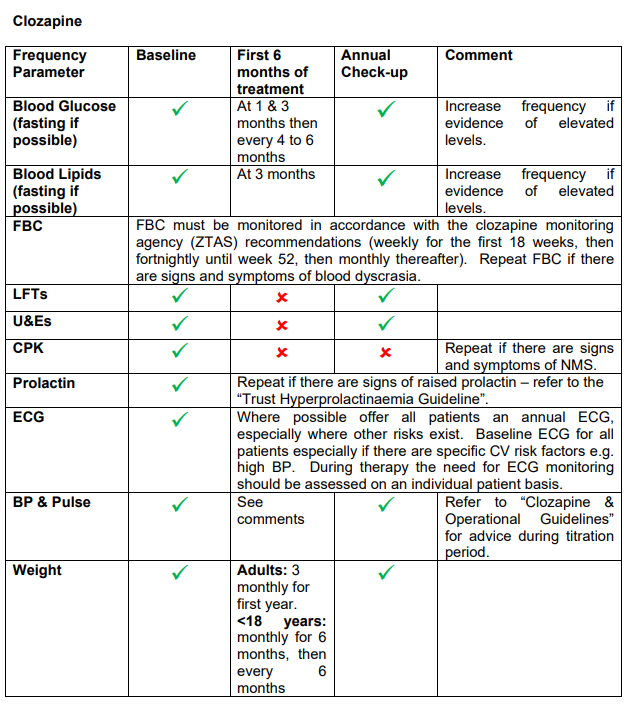 Clozapine
Frequency Baseline First 6 Annual Comment
Parameter months of Check-up
treatment
Blood Glucose
(fasting if
possible)
At 1 & 3
months then
every 4 to 6
months
Increase frequency if
evidence of elevated
levels.
Blood Lipids
(fasting if
possible)
At 3 months
Increase frequency if
evidence of elevated
levels.
FBC
FBC must be monitored in accordance with the clozapine monitoring
agency (ZTAS) recommendations (weekly for the first 18 weeks, then
fortnightly until week 52, then monthly thereafter). Repeat FBC if there
are signs and symptoms of blood dyscrasia.
LFTs
U&Es
CPK
Repeat if there are signs
and symptoms of NMS.
Prolactin
Repeat if there are signs of raised prolactin – refer to the
“Trust Hyperprolactinaemia Guideline”.
ECG
Where possible offer all patients an annual ECG,
especially where other risks exist. Baseline ECG for all
patients especially if there are specific CV risk factors e.g.
high BP. During therapy the need for ECG monitoring
should be assessed on an individual patient basis.
BP & Pulse
See
comments
Refer to “Clozapine &
Operational Guidelines”
for advice during titration
period.
Weight
Adults: 3
monthly for
first year.
<18 years:
monthly for 6
months, then
every 6
months